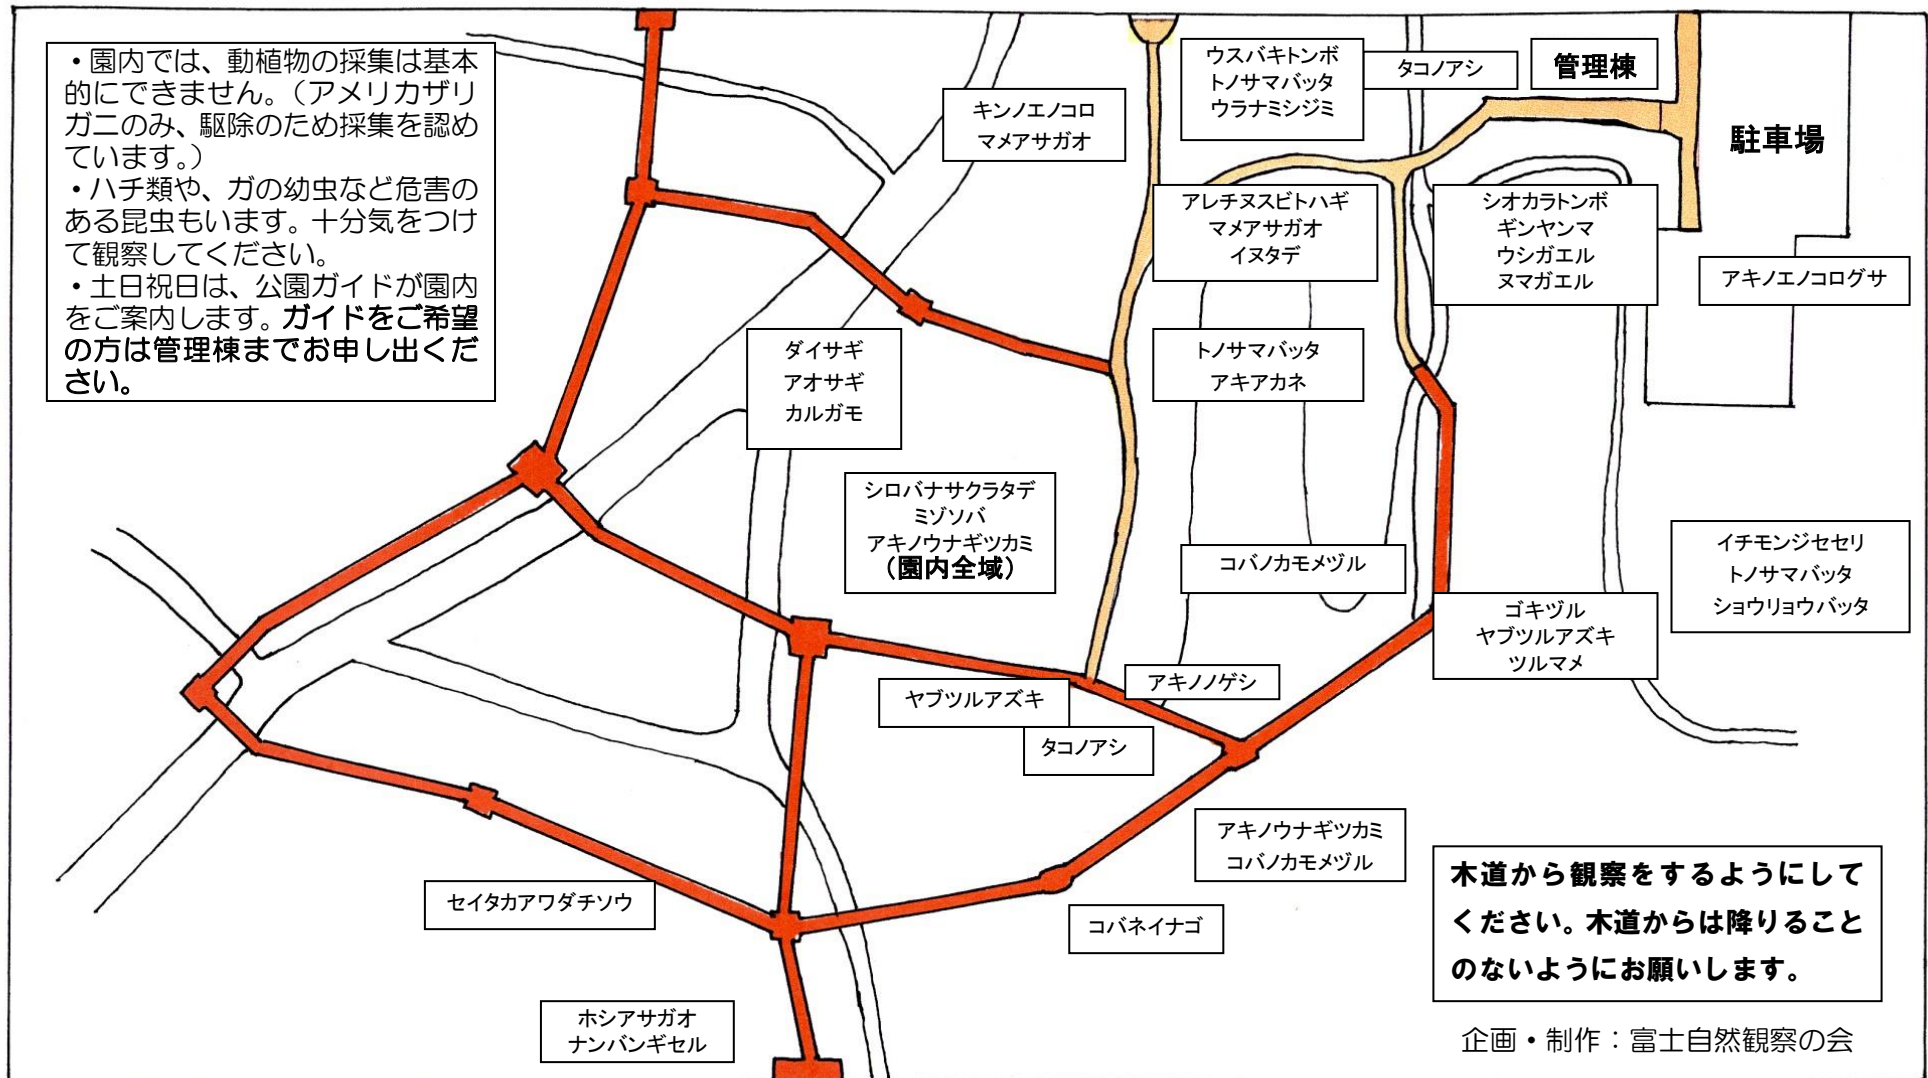 ・園内では、動植物の採集は基本
的にできません。（アメリカザリ
ガニのみ、駆除のため採集を認め
ています。）
・ハチ類や、ガの幼虫など危害の
ある昆虫もいます。十分気をつけ
て観察してください。
・土日祝日は、公園ガイドが園内
をご案内します。ガイドをご希望
の方は管理棟までお申し出くだ
さい。
キンノエノコロ
マメアサガオ
ウスバキトンボ
トノサマバッタ
ウラナミシジミ
タコノアシ
管理棟
駐車場
アレチヌスビトハギ
マメアサガオ
イヌタデ
シオカラトンボ
ギンヤンマ
ウシガエル
ヌマガエル
アキノエノコログサ
ダイサギ
アオサギ
カルガモ
トノサマバッタ
アキアカネ
シロバナサクラタデ
ミゾソバ
アキノウナギツカミ
（園内全域）
コバノカモメヅル
イチモンジセセリ
トノサマバッタ
ショウリョウバッタ
ゴキヅル
ヤブツルアズキ
ツルマメ
ヤブツルアズキ
アキノノゲシ
タコノアシ
アキノウナギツカミ
コバノカモメヅル
セイタカアワダチソウ
コバネイナゴ
ホシアサガオ
ナンバンギセル
木道から観察をするようにして
ください。木道からは降りること
のないようにお願いします。
企画・制作：富士自然観察の会